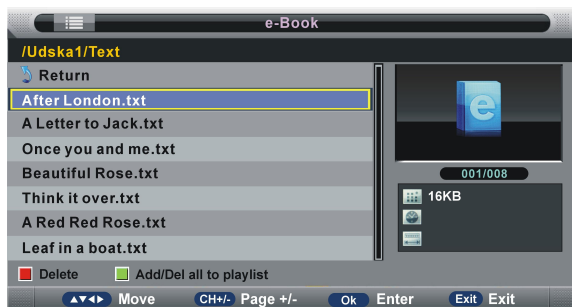 e-Book
/Udska1/Text
Return
After London.txt
A Letter to Jack.txt
Once you and me.txt
Beautiful Rose.txt
Think it over.txt
A Red Red Rose.txt
Leaf in a boat.txt
e
001/008
16KB
Delete Add/Del all to playlist
Move CH+/- Page +/- Ok Enter Exit Exit